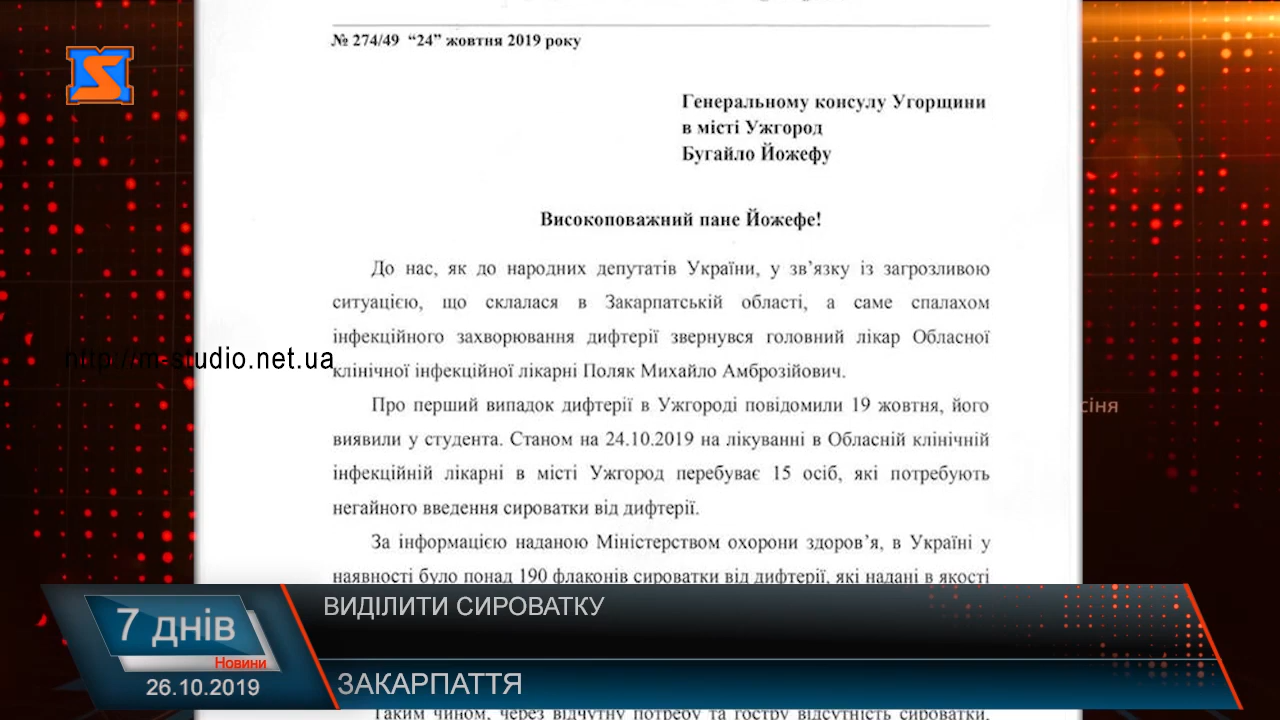 № 274/49 “24” жовтня 2019 року
Генеральному консулу Угорщини
в місті Ужгород
Бугайло Йожефу
Високоповажний пане Йожефе!
До нас, як до народних депутатів України, у зв’язку із загрозливою
ситуацією, що склалася в Закарпатській області, а саме спалахом
інфекційного захворювання дифтерії звернувся головний лікар Обласної
клінічної інфекційної лікарні Поляк Михайло Амброзійович.
http://m-studio.net.ua
Про перший випадок дифтерії в Ужгороді повідомили 19 жовтня, його
сіня
виявили у студента. Станом на 24.10.2019 на лікуванні в Обласній клінічній
інфекційній лікарні в місті Ужгород перебуває 15 осіб, які потребують
негайного введення сироватки від дифтерії.
За інформацією наданою Міністерством охорони здоров’я, в Україні у
наявності було понад 190 флаконів сироватки від дифтерії, які надані в якості
ВИДІЛИТИ СИРОВАТКУ
7 днів
Новини
26.10.2019
ЗАКАРПАТТЯ
Таким чином, через відчутну потребу та гостру відсутність сироватки,